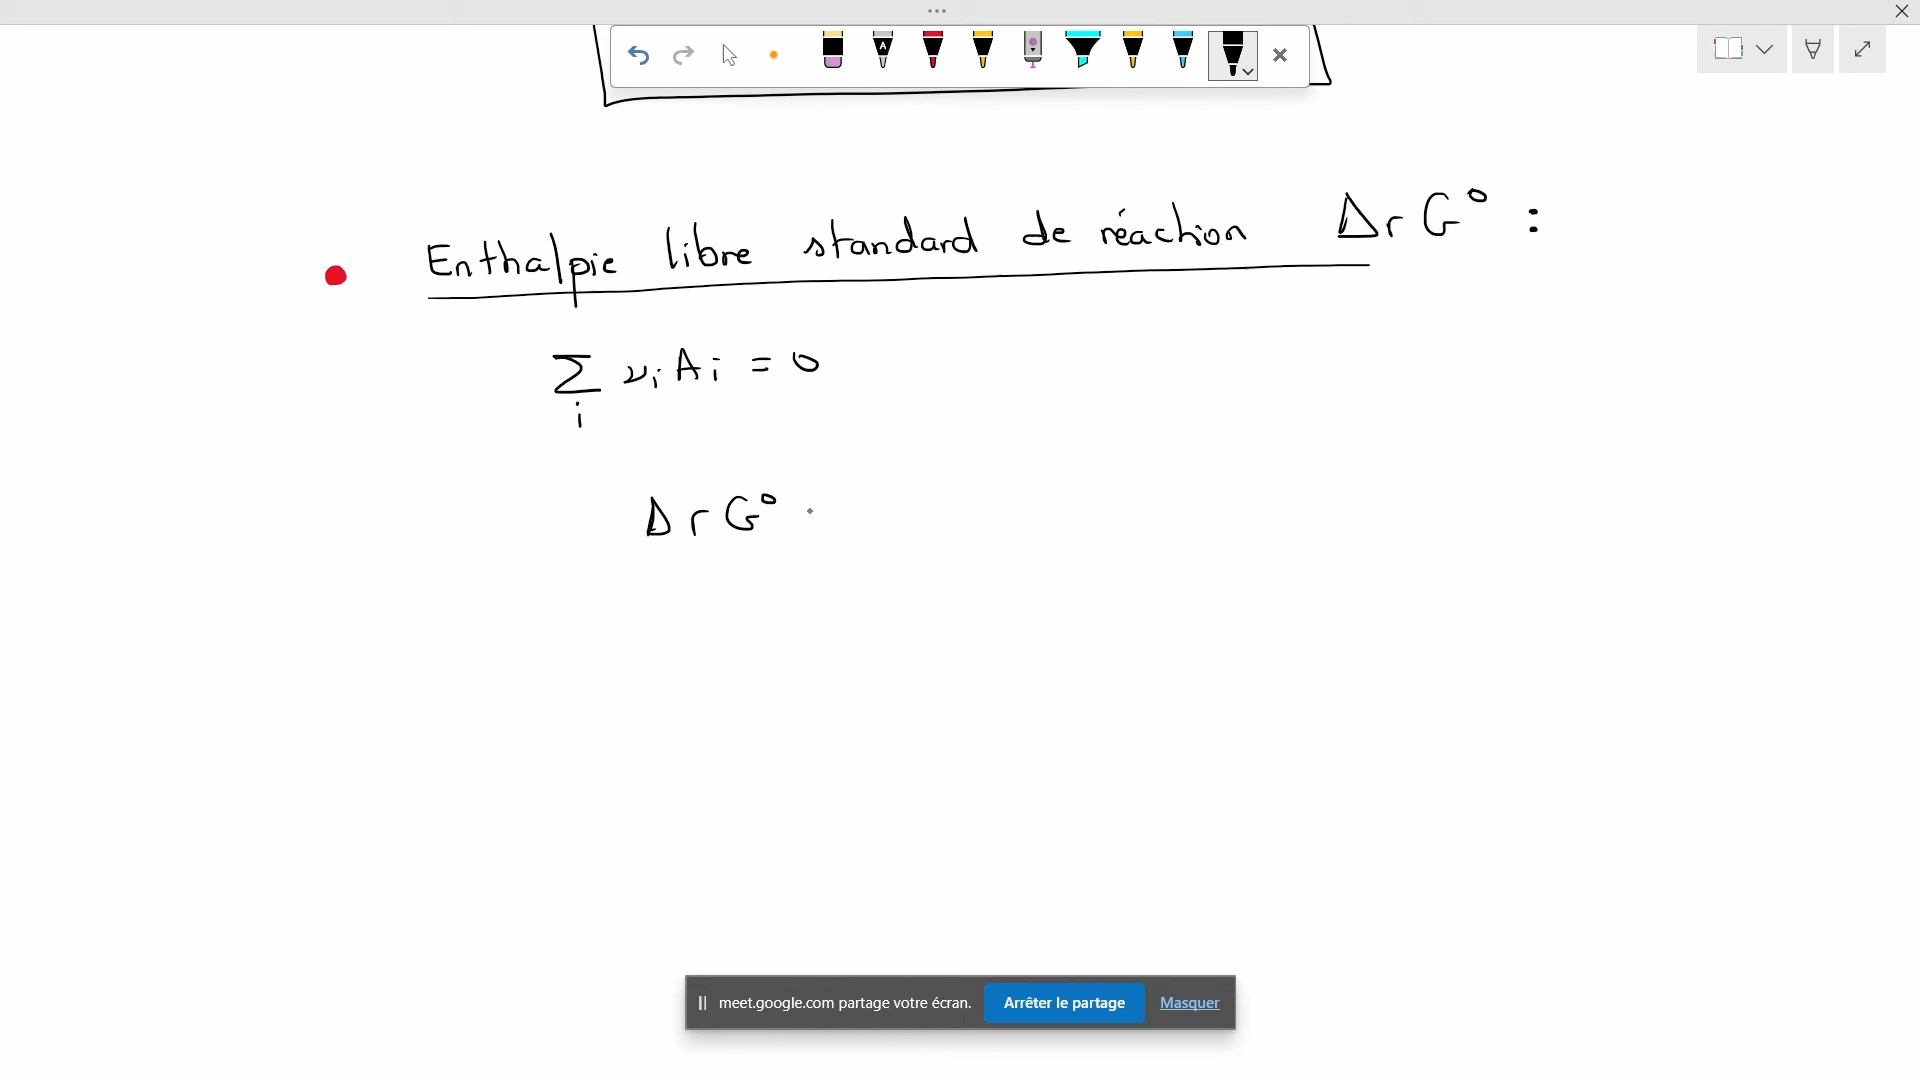 Enthalpie libre standard de réaction ΔrG° :
∑ νi Ai = 0
i
ΔrG°
meet.google.com partage votre écran. Arrêter le partage Masquer